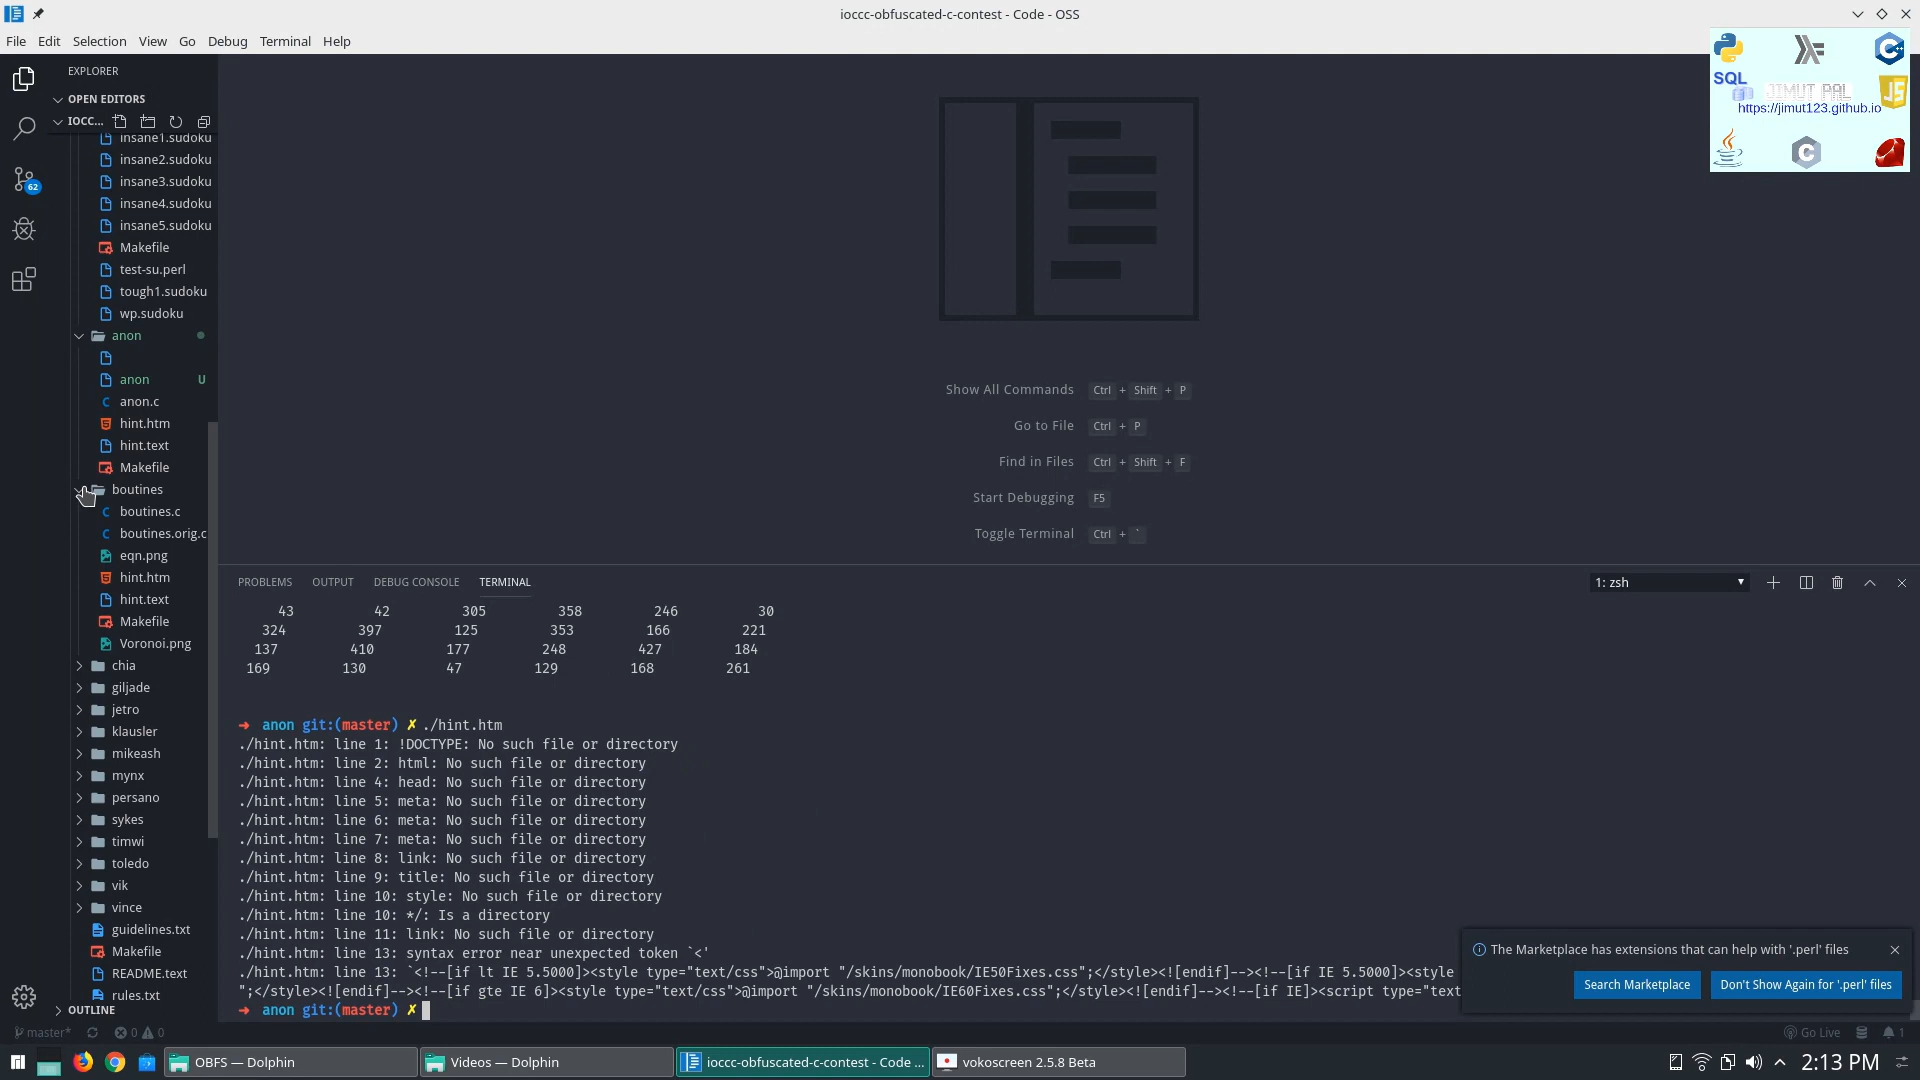 ioccc-obfuscated-c-contest - Code - OSS
File Edit Selection View Go Debug Terminal Help
SQL
JIMUT PAL
https://jimut123.github.io
EXPLORER
OPEN EDITORS
IOCC...
insane1.sudoku
insane2.sudoku
insane3.sudoku
insane4.sudoku
insane5.sudoku
Makefile
test-su.perl
tough1.sudoku
wp.sudoku
anon
anon U
anon.c
hint.htm
hint.text
Makefile
boutines
boutines.c
boutines.orig.c
eqn.png
hint.htm
hint.text
Makefile
Voronoi.png
chia
giljade
jetro
klausler
mikeash
mynx
persano
sykes
timwi
toledo
vik
vince
guidelines.txt
Makefile
README.text
rules.txt
OUTLINE
62
Show All Commands Ctrl + Shift + P
Go to File Ctrl + P
Find in Files Ctrl + Shift + F
Start Debugging F5
Toggle Terminal Ctrl + `
PROBLEMS OUTPUT DEBUG CONSOLE TERMINAL 1: zsh
43 42 305 358 246 30
324 397 125 353 166 221
137 410 177 248 427 184
169 130 47 129 168 261
➜ anon git:(master) ✗ ./hint.htm
./hint.htm: line 1: !DOCTYPE: No such file or directory
./hint.htm: line 2: html: No such file or directory
./hint.htm: line 4: head: No such file or directory
./hint.htm: line 5: meta: No such file or directory
./hint.htm: line 6: meta: No such file or directory
./hint.htm: line 7: meta: No such file or directory
./hint.htm: line 8: link: No such file or directory
./hint.htm: line 9: title: No such file or directory
./hint.htm: line 10: style: No such file or directory
./hint.htm: line 10: */: Is a directory
./hint.htm: line 11: link: No such file or directory
./hint.htm: line 13: syntax error near unexpected token `<'
./hint.htm: line 13: `<!--[if lt IE 5.5000]><style type="text/css">@import "/skins/monobook/IE50Fixes.css";</style><![endif]--><!--[if IE 5.5000]><style
";</style><![endif]--><!--[if gte IE 6]><style type="text/css">@import "/skins/monobook/IE60Fixes.css";</style><![endif]--><!--[if IE]><script type="text
➜ anon git:(master) ✗
The Marketplace has extensions that can help with '.perl' files
Search Marketplace Don't Show Again for '.perl' files
master* 0 0 Go Live 1
OBFS — Dolphin Videos — Dolphin ioccc-obfuscated-c-contest - Code ... vokoscreen 2.5.8 Beta 2:13 PM